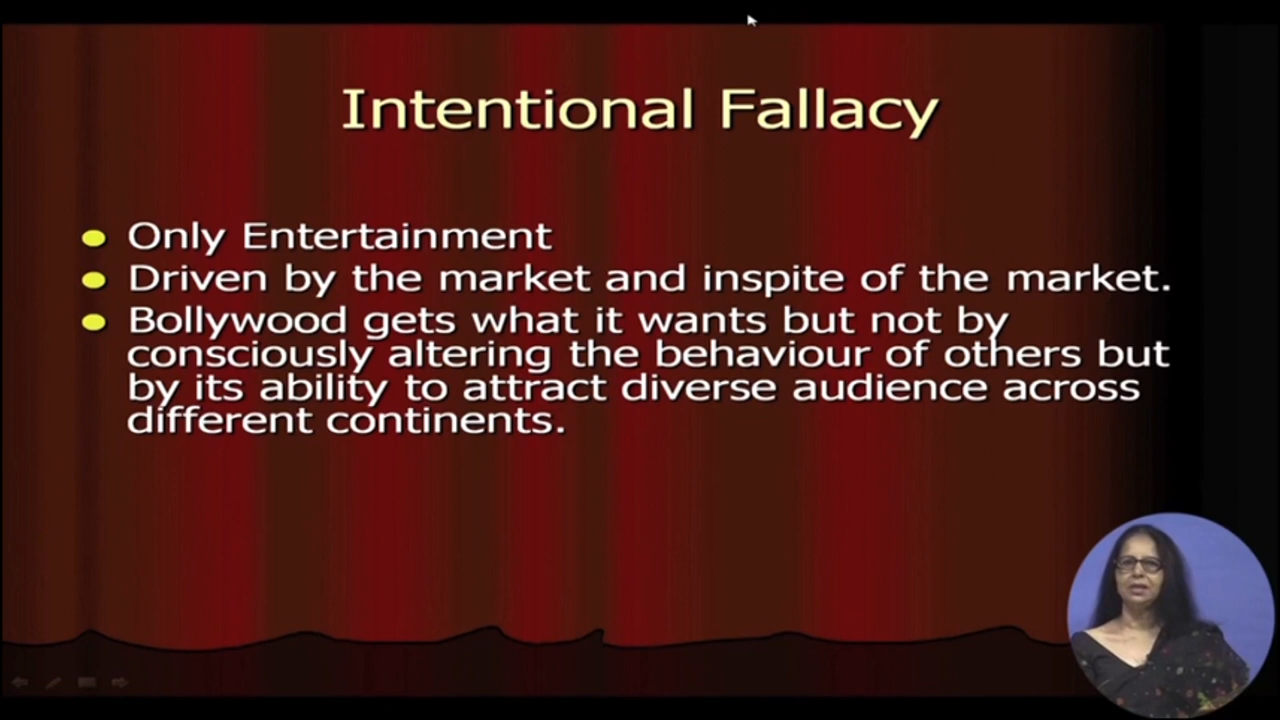 Intentional Fallacy
Only Entertainment
Driven by the market and inspite of the market.
Bollywood gets what it wants but not by
consciously altering the behaviour of others but
by its ability to attract diverse audience across
different continents.